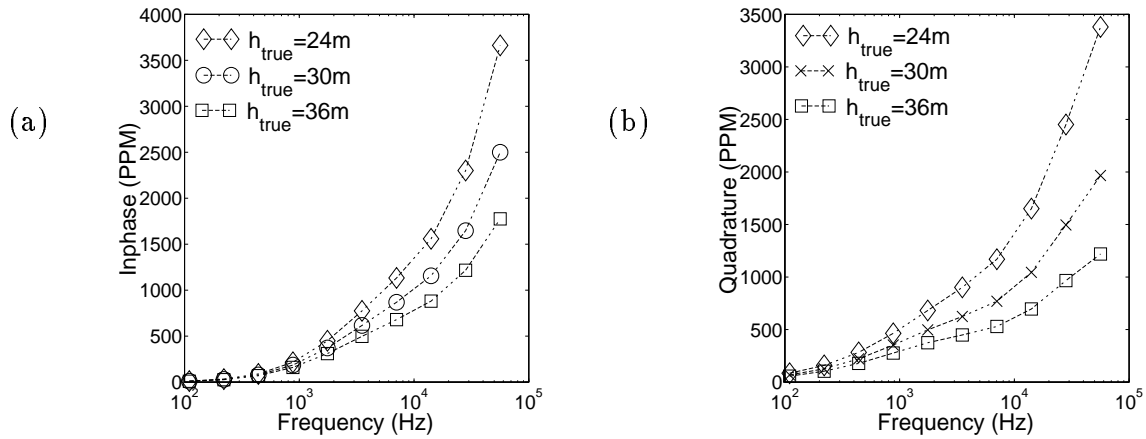 (a)
Inphase (PPM)
4000
3500
3000
2500
2000
1500
1000
500
0
h_true=24m
h_true=30m
h_true=36m
10^2
10^3
10^4
10^5
Frequency (Hz)
(b)
Quadrature (PPM)
3500
3000
2500
2000
1500
1000
500
0
h_true=24m
h_true=30m
h_true=36m
10^2
10^3
10^4
10^5
Frequency (Hz)